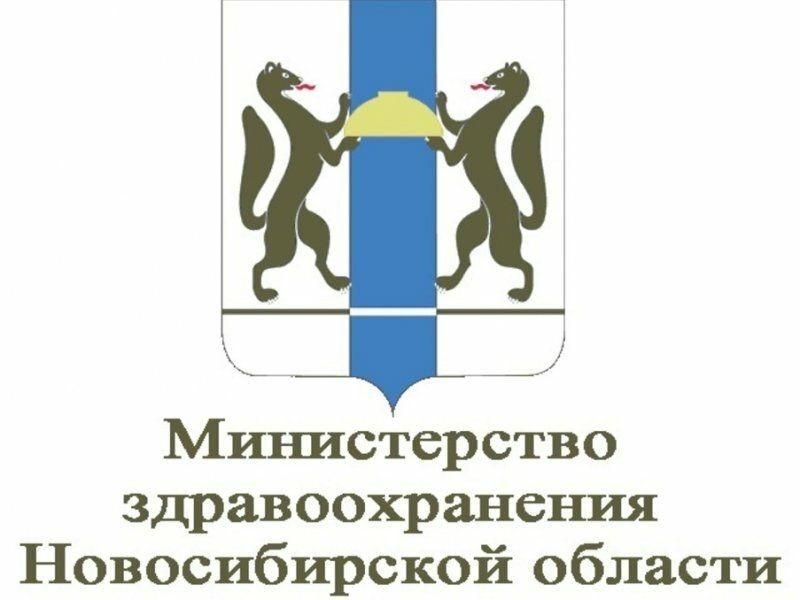 Министерство
здравоохранения
Новосибирской области